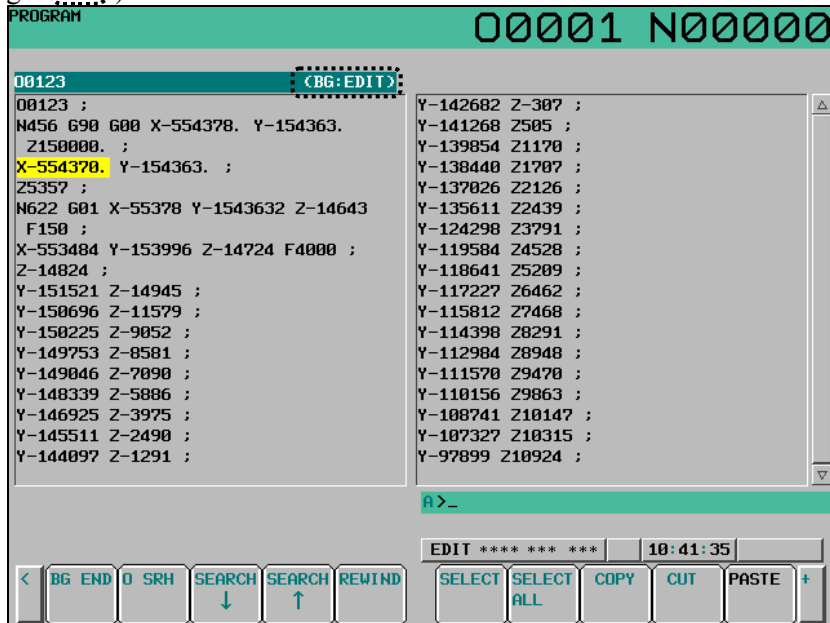 PROGRAM
O0001 N00000
O0123 (BG:EDIT)
O0123 ;
N456 G90 G00 X-554378. Y-154363.
Z150000. ;
X-554370. Y-154363. ;
Z5357 ;
N622 G01 X-55378 Y-1543632 Z-14643
F150 ;
X-553484 Y-153996 Z-14724 F4000 ;
Z-14824 ;
Y-151521 Z-14945 ;
Y-150696 Z-11579 ;
Y-150225 Z-9052 ;
Y-149753 Z-8581 ;
Y-149046 Z-7090 ;
Y-148339 Z-5886 ;
Y-146925 Z-3975 ;
Y-145511 Z-2490 ;
Y-144097 Z-1291 ;
Y-142682 Z-307 ;
Y-141268 Z505 ;
Y-139854 Z1170 ;
Y-138440 Z1707 ;
Y-137026 Z2126 ;
Y-135611 Z2439 ;
Y-124298 Z3791 ;
Y-119584 Z4528 ;
Y-118641 Z5209 ;
Y-117227 Z6462 ;
Y-115812 Z7468 ;
Y-114398 Z8291 ;
Y-112984 Z8948 ;
Y-111570 Z9470 ;
Y-110156 Z9863 ;
Y-108741 Z10147 ;
Y-107327 Z10315 ;
Y-97899 Z10924 ;
A>_
EDIT **** *** *** 10:41:35
< BG END O SRH SEARCH↓ SEARCH↑ REWIND SELECT SELECT ALL COPY CUT PASTE +